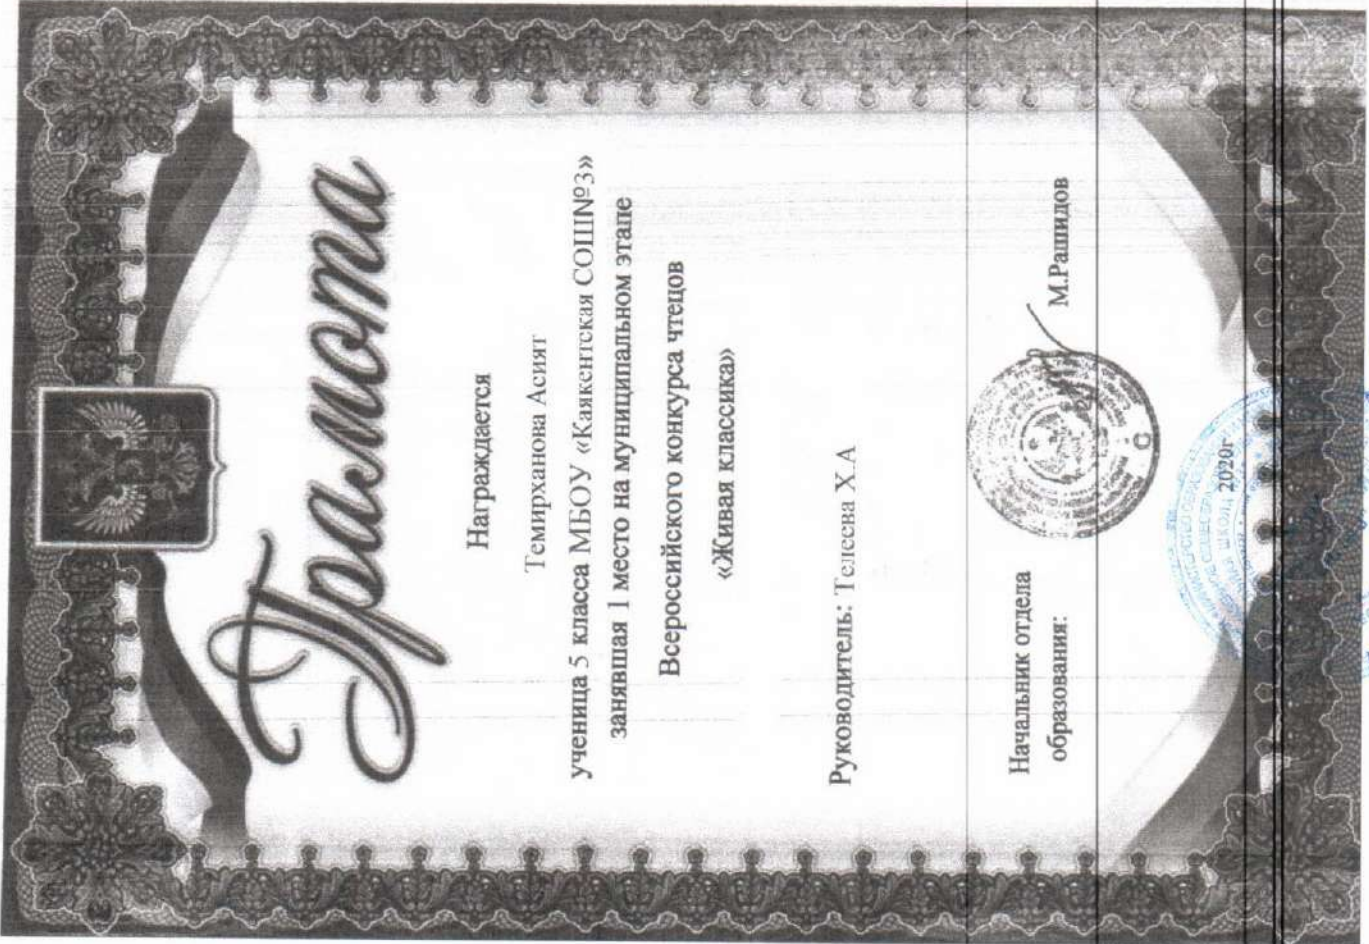 Грамота
Награждается
Темирханова Асият
ученица 5 класса МБОУ «Каякентская СОШ№3»
занявшая 1 место на муниципальном этапе
Всероссийского конкурса чтецов
«Живая классика»
Руководитель: Телеева Х.А
Начальник отдела
образования: М.Рашидов
2020г